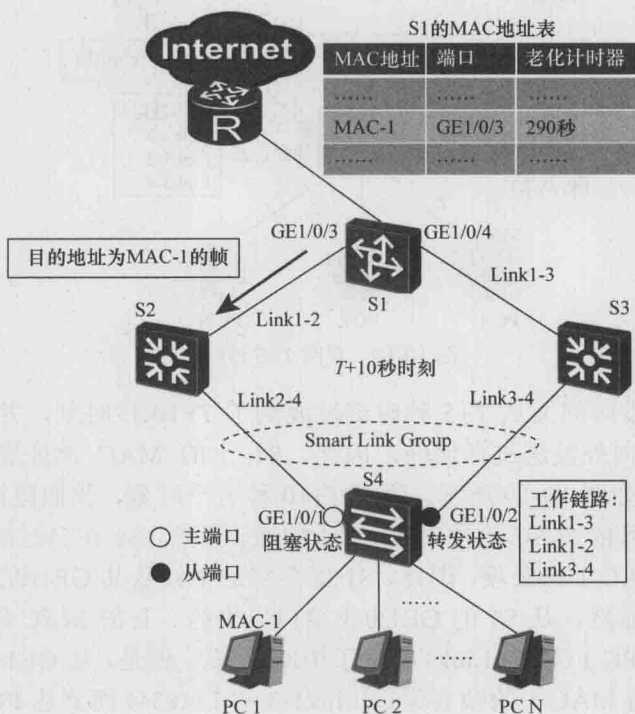 S1的MAC地址表
Internet
MAC地址 端口 老化计时器
…… …… ……
MAC-1 GE1/0/3 290秒
…… …… ……
R
GE1/0/3
GE1/0/4
目的地址为MAC-1的帧
S1
Link1-3
S2
S3
Link1-2
T+10秒时刻
Link2-4
Link3-4
Smart Link Group
S4
GE1/0/1
GE1/0/2
阻塞状态
转发状态
主端口
从端口
工作链路:
Link1-3
Link1-2
Link3-4
MAC-1
PC 1
PC 2
PC N